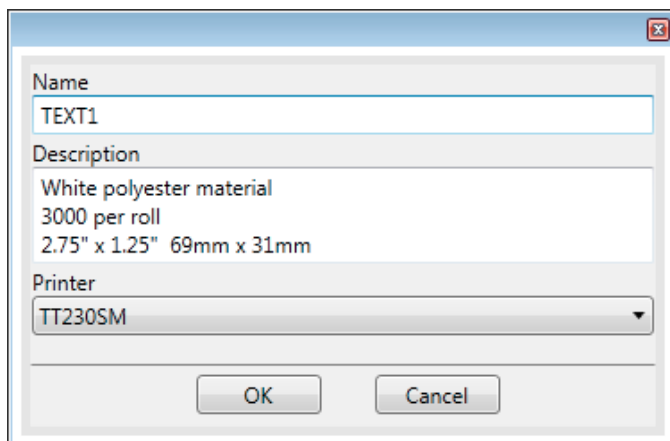 Name
TEXT1
Description
White polyester material
3000 per roll
2.75" x 1.25"  69mm x 31mm
Printer
TT230SM
OK
Cancel